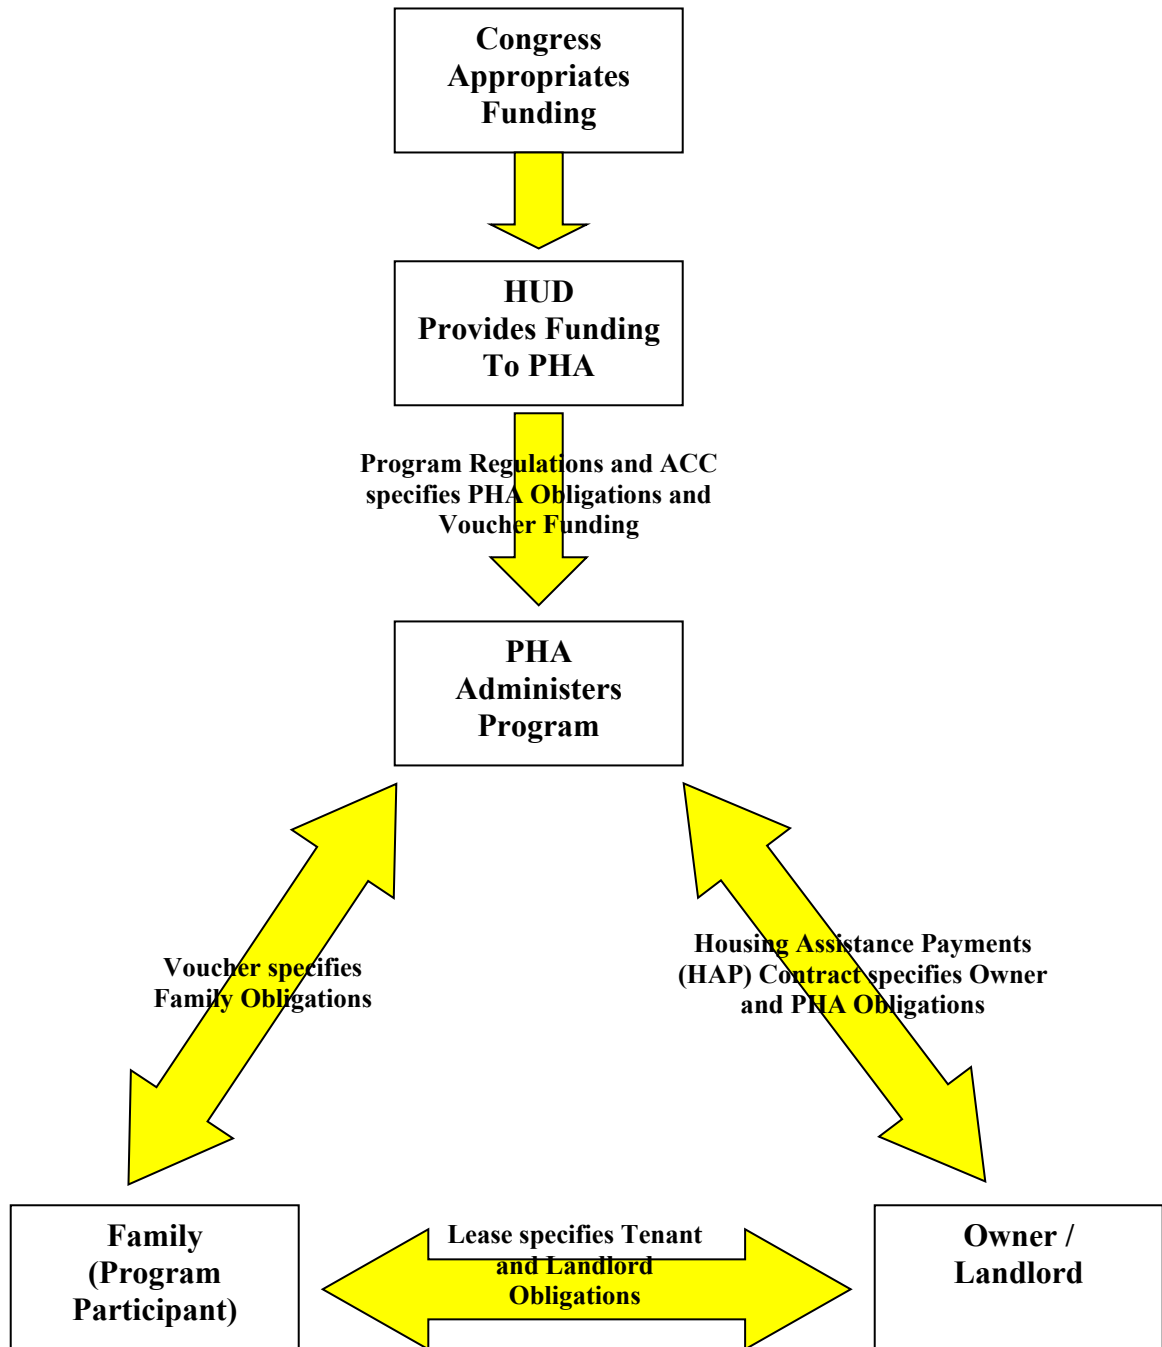 Congress
Appropriates
Funding
HUD
Provides Funding
To PHA
Program Regulations and ACC
specifies PHA Obligations and
Voucher Funding
PHA
Administers
Program
Voucher specifies
Family Obligations
Housing Assistance Payments
(HAP) Contract specifies Owner
and PHA Obligations
Family
(Program
Participant)
Lease specifies Tenant
and Landlord
Obligations
Owner /
Landlord